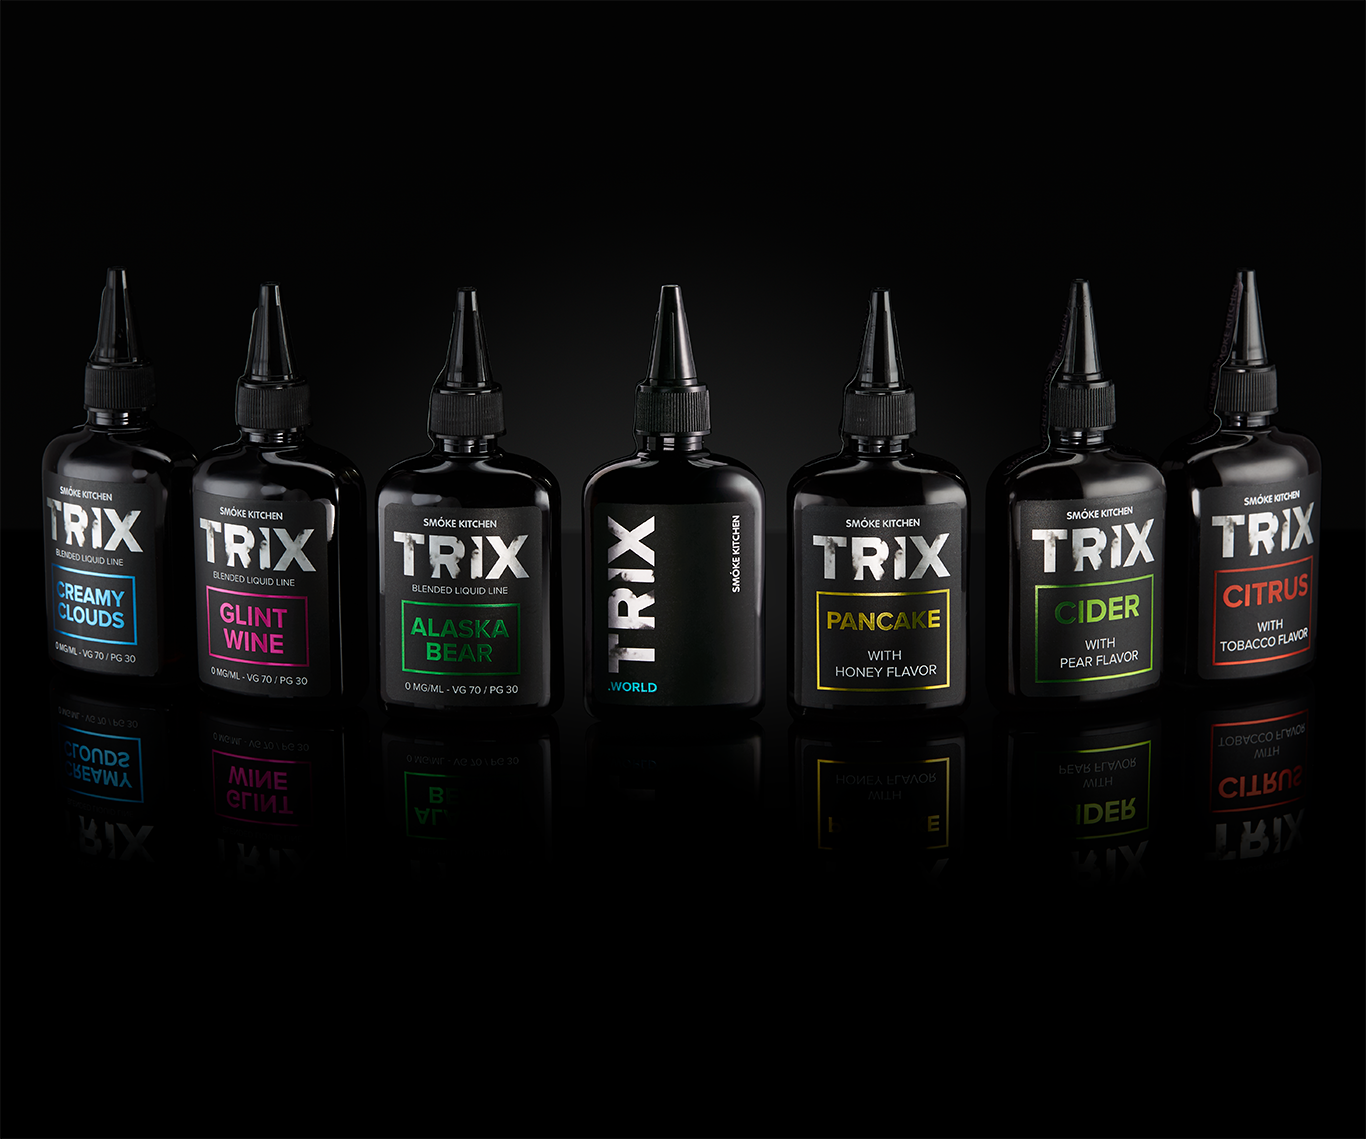 SMÓKE KITCHEN
TRIX
BLENDED LIQUID LINE
CREAMY
CLOUDS
0 MG/ML - VG 70 / PG 30
SMÓKE KITCHEN
TRIX
BLENDED LIQUID LINE
GLINT
WINE
0 MG/ML - VG 70 / PG 30
SMÓKE KITCHEN
TRIX
BLENDED LIQUID LINE
ALASKA
BEAR
0 MG/ML - VG 70 / PG 30
TRIX
.WORLD
SMÓKE KITCHEN
SMÓKE KITCHEN
TRIX
PANCAKE
WITH
HONEY FLAVOR
SMÓKE KITCHEN
TRIX
CIDER
WITH
PEAR FLAVOR
SMOKE KITCHEN
SMÓKE KITCHEN
TRIX
CITRUS
WITH
TOBACCO FLAVOR